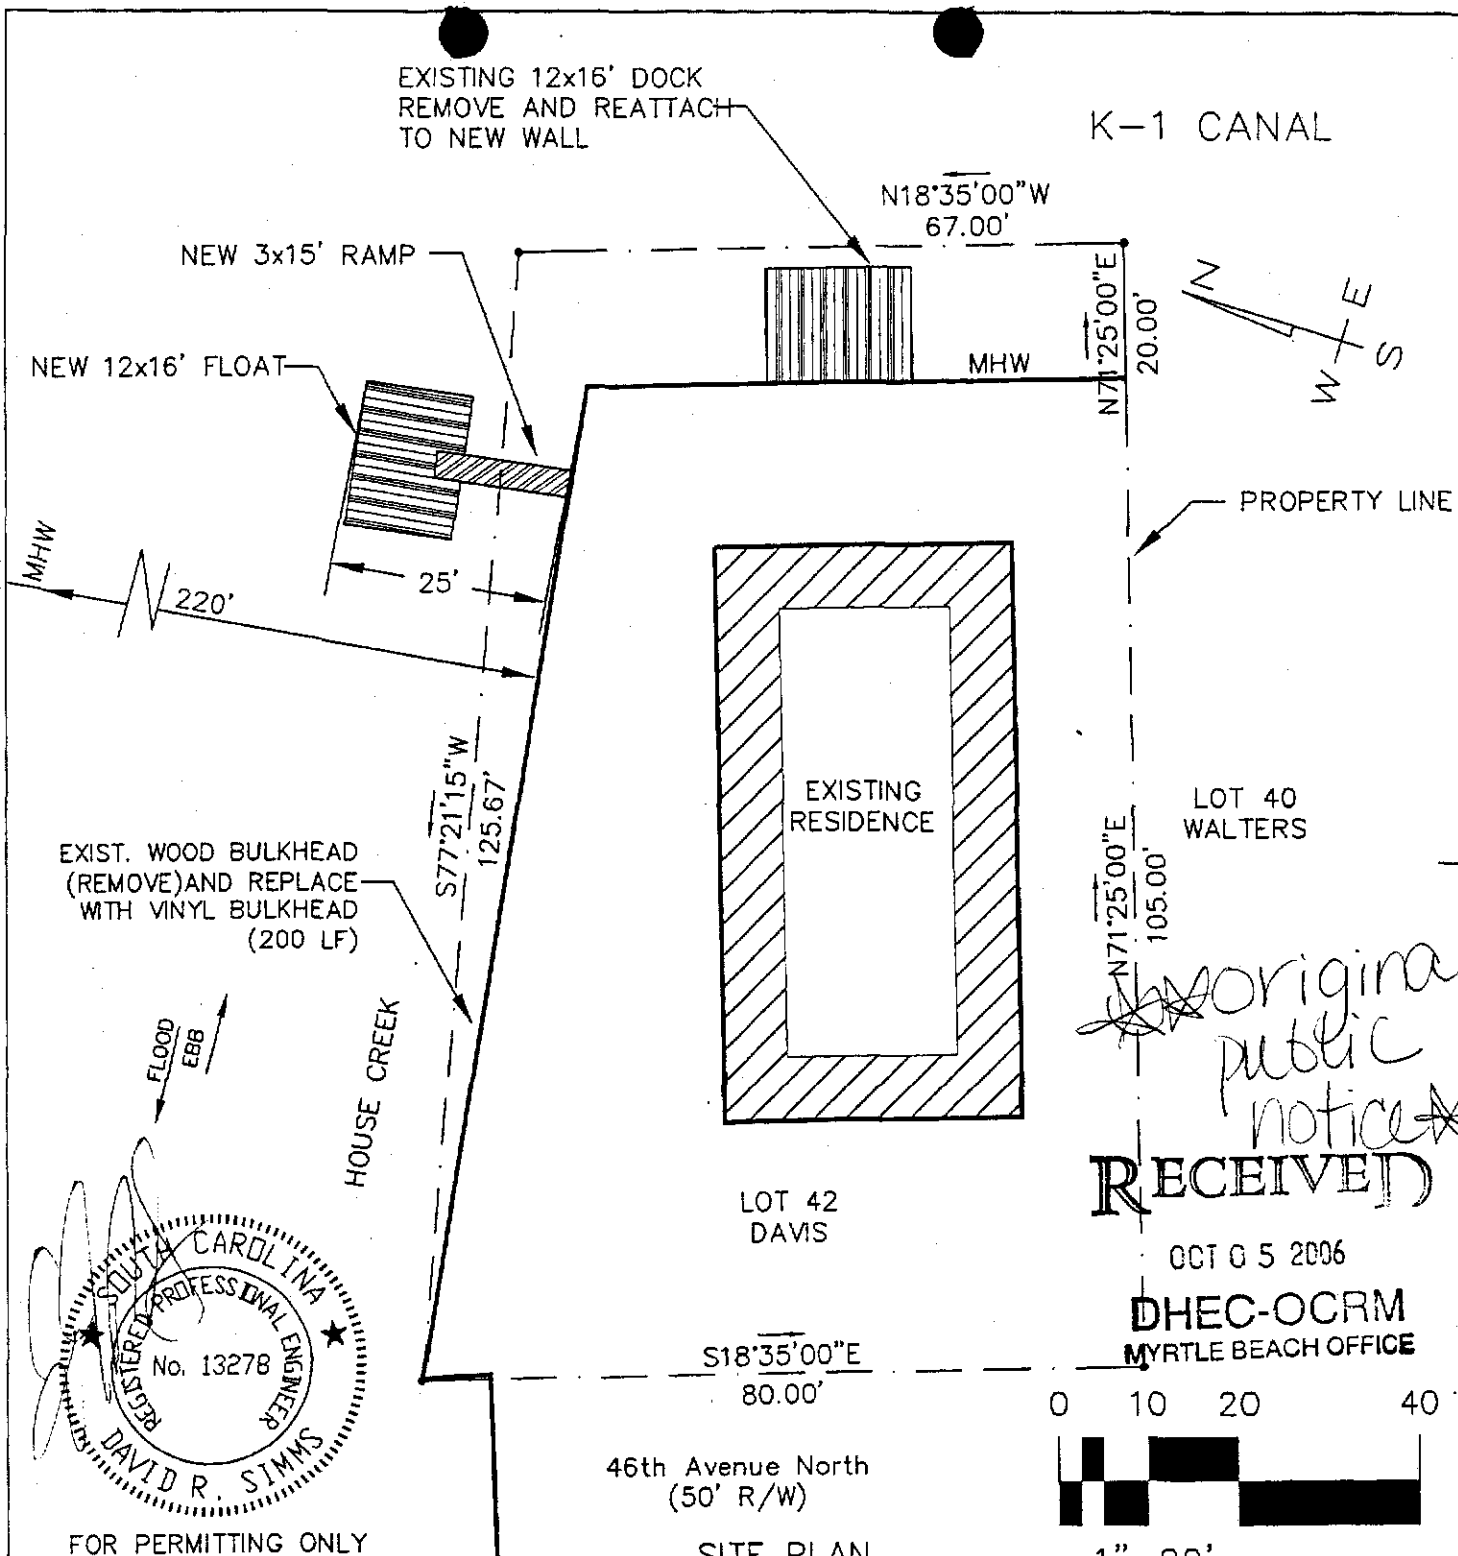 EXISTING 12x16' DOCK
REMOVE AND REATTACH
TO NEW WALL
K-1 CANAL
N18°35'00"W
67.00'
NEW 3x15' RAMP
N71°25'00"E
20.00'
N
E
S
W
NEW 12x16' FLOAT
MHW
PROPERTY LINE
MHW
25'
220'
S77°21'15"W
125.67'
EXISTING
RESIDENCE
LOT 40
WALTERS
EXIST. WOOD BULKHEAD
(REMOVE)AND REPLACE
WITH VINYL BULKHEAD
(200 LF)
N71°25'00"E
105.00'
origina
public
notice
FLOOD
EBB
HOUSE CREEK
RECEIVED
LOT 42
DAVIS
OCT 05 2006
DHEC-OCRM
MYRTLE BEACH OFFICE
SOUTH CAROLINA
REGISTERED PROFESSIONAL ENGINEER
No. 13278
DAVID R. SIMMS
S18°35'00"E
80.00'
0 10 20 40
46th Avenue North
(50' R/W)
FOR PERMITTING ONLY
SITE PLAN